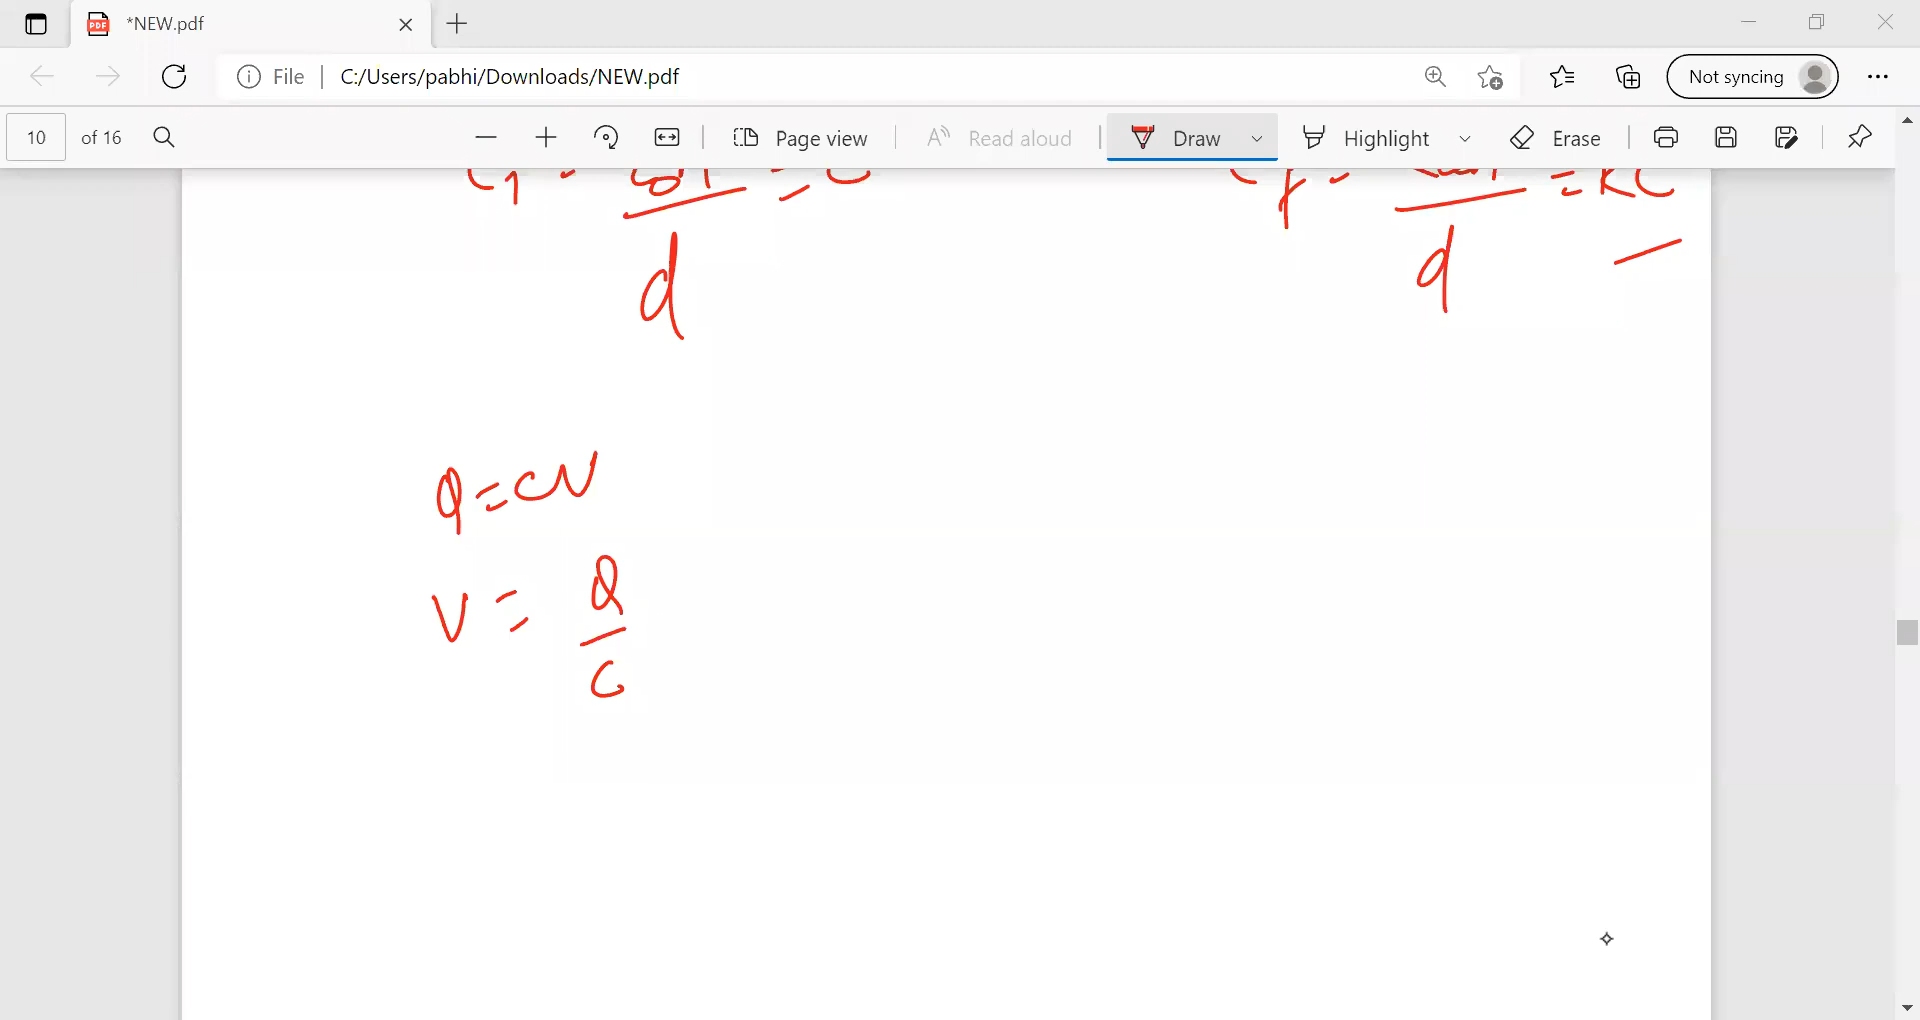 *NEW.pdf
File | C:/Users/pabhi/Downloads/NEW.pdf
Not syncing
10 of 16
Page view
Read aloud
Draw
Highlight
Erase
= C
= KC
d
d
Q = CV
V = Q
C